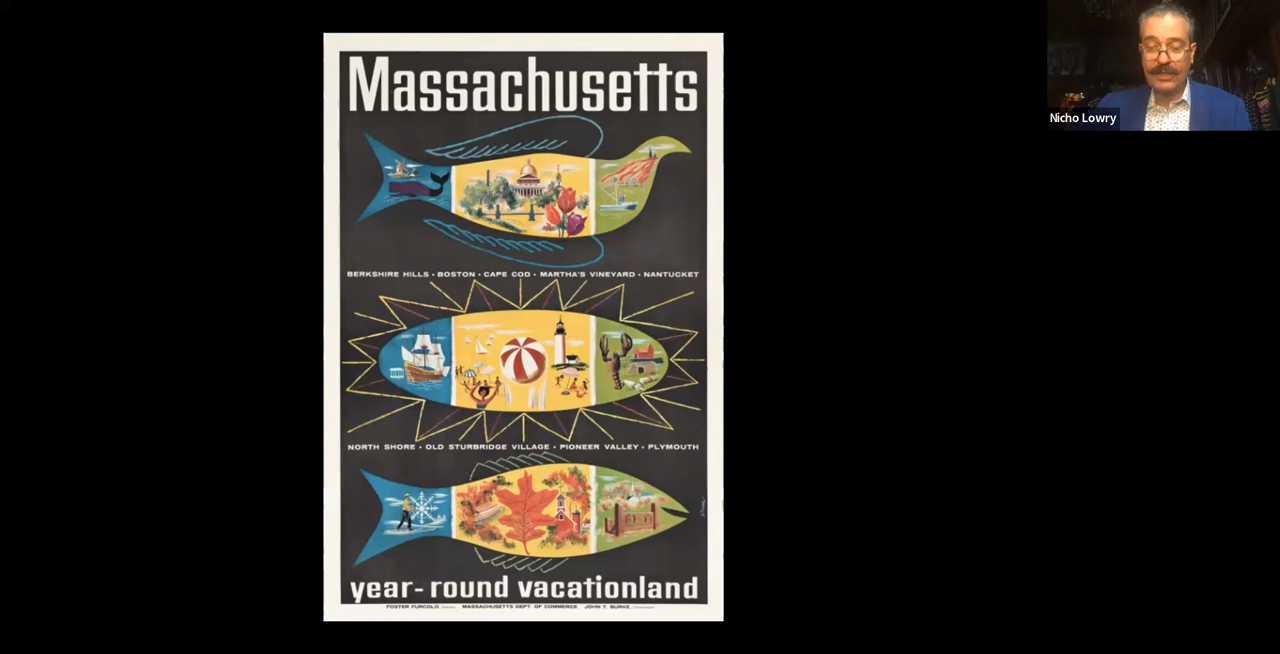 Massachusetts
BERKSHIRE HILLS • BOSTON • CAPE COD • MARTHA'S VINEYARD • NANTUCKET
NORTH SHORE • OLD STURBRIDGE VILLAGE • PIONEER VALLEY • PLYMOUTH
year-round vacationland
FOSTER FURCOLO, MASSACHUSETTS DEPT. OF COMMERCE JOHN T. BURKE,
Nicho Lowry